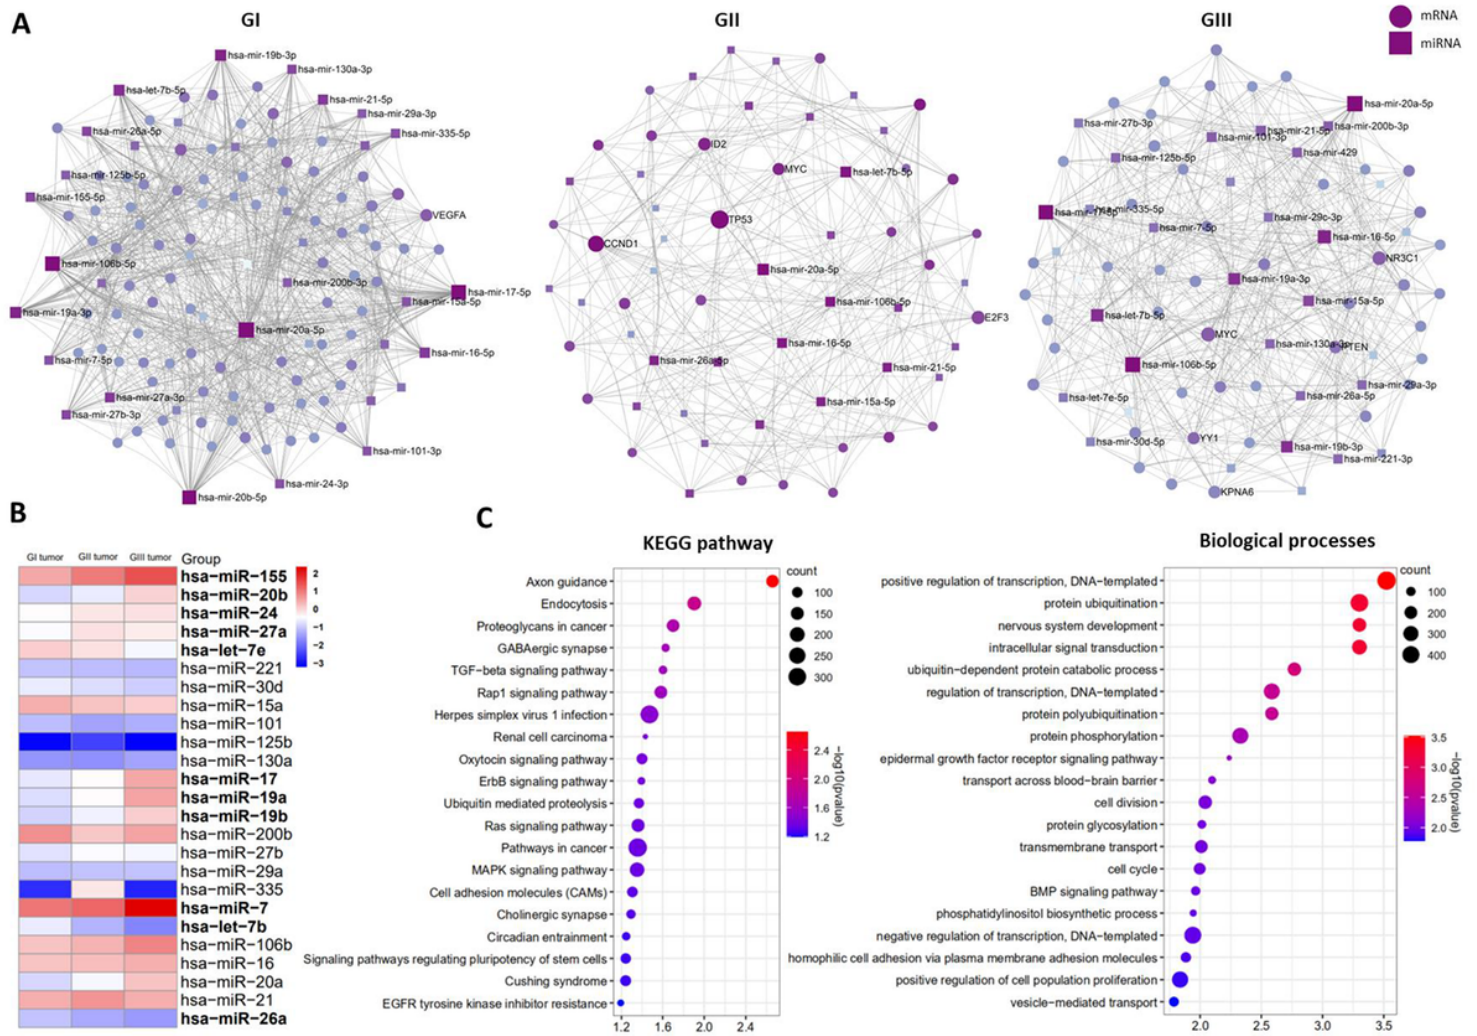 A
GI
GII
GIII
mRNA
miRNA
hsa-mir-19b-3p
hsa-mir-130a-3p
hsa-let-7b-5p
hsa-mir-21-5p
hsa-mir-29a-3p
hsa-mir-26a-5p
hsa-mir-335-5p
hsa-mir-125b-5p
hsa-mir-155-5p
VEGFA
hsa-mir-106b-5p
hsa-mir-200b-3p
hsa-mir-17-5p
hsa-mir-15a-5p
hsa-mir-19a-3p
hsa-mir-20a-5p
hsa-mir-7-5p
hsa-mir-16-5p
hsa-mir-27a-3p
hsa-mir-27b-3p
hsa-mir-101-3p
hsa-mir-24-3p
hsa-mir-20b-5p
ID2
MYC
hsa-let-7b-5p
TP53
CCND1
hsa-mir-20a-5p
hsa-mir-106b-5p
E2F3
hsa-mir-16-5p
hsa-mir-26a-5p
hsa-mir-21-5p
hsa-mir-15a-5p
hsa-mir-20a-5p
hsa-mir-27b-3p
hsa-mir-21-5p
hsa-mir-200b-3p
hsa-mir-101-3p
hsa-mir-125b-5p
hsa-mir-429
hsa-mir-17-5p
hsa-mir-335-5p
hsa-mir-29c-3p
hsa-mir-7-5p
hsa-mir-16-5p
NR3C1
hsa-mir-19a-3p
hsa-mir-15a-5p
hsa-let-7b-5p
MYC
hsa-mir-130a-3p
PTEN
hsa-mir-106b-5p
hsa-mir-29a-3p
hsa-let-7e-5p
hsa-mir-26a-5p
hsa-mir-30d-5p
YY1
hsa-mir-19b-3p
hsa-mir-221-3p
KPNA6
B
GI tumor
GII tumor
GIII tumor
Group
hsa-miR-155
hsa-miR-20b
hsa-miR-24
hsa-miR-27a
hsa-let-7e
hsa-miR-221
hsa-miR-30d
hsa-miR-15a
hsa-miR-101
hsa-miR-125b
hsa-miR-130a
hsa-miR-17
hsa-miR-19a
hsa-miR-19b
hsa-miR-200b
hsa-miR-27b
hsa-miR-29a
hsa-miR-335
hsa-miR-7
hsa-let-7b
hsa-miR-106b
hsa-miR-16
hsa-miR-20a
hsa-miR-21
hsa-miR-26a
2
1
0
-1
-2
-3
C
KEGG pathway
Axon guidance
Endocytosis
Proteoglycans in cancer
GABAergic synapse
TGF-beta signaling pathway
Rap1 signaling pathway
Herpes simplex virus 1 infection
Renal cell carcinoma
Oxytocin signaling pathway
ErbB signaling pathway
Ubiquitin mediated proteolysis
Ras signaling pathway
Pathways in cancer
MAPK signaling pathway
Cell adhesion molecules (CAMs)
Cholinergic synapse
Circadian entrainment
Signaling pathways regulating pluripotency of stem cells
Cushing syndrome
EGFR tyrosine kinase inhibitor resistance
1.2 1.6 2.0 2.4
count
100
150
200
250
300
2.4
2.0
1.6
1.2
-log10(pvalue)
Biological processes
positive regulation of transcription, DNA-templated
protein ubiquitination
nervous system development
intracellular signal transduction
ubiquitin-dependent protein catabolic process
regulation of transcription, DNA-templated
protein polyubiquitination
protein phosphorylation
epidermal growth factor receptor signaling pathway
transport across blood-brain barrier
cell division
protein glycosylation
transmembrane transport
cell cycle
BMP signaling pathway
phosphatidylinositol biosynthetic process
negative regulation of transcription, DNA-templated
homophilic cell adhesion via plasma membrane adhesion molecules
positive regulation of cell population proliferation
vesicle-mediated transport
2.0 2.5 3.0 3.5
count
100
200
300
400
3.5
3.0
2.5
2.0
-log10(pvalue)